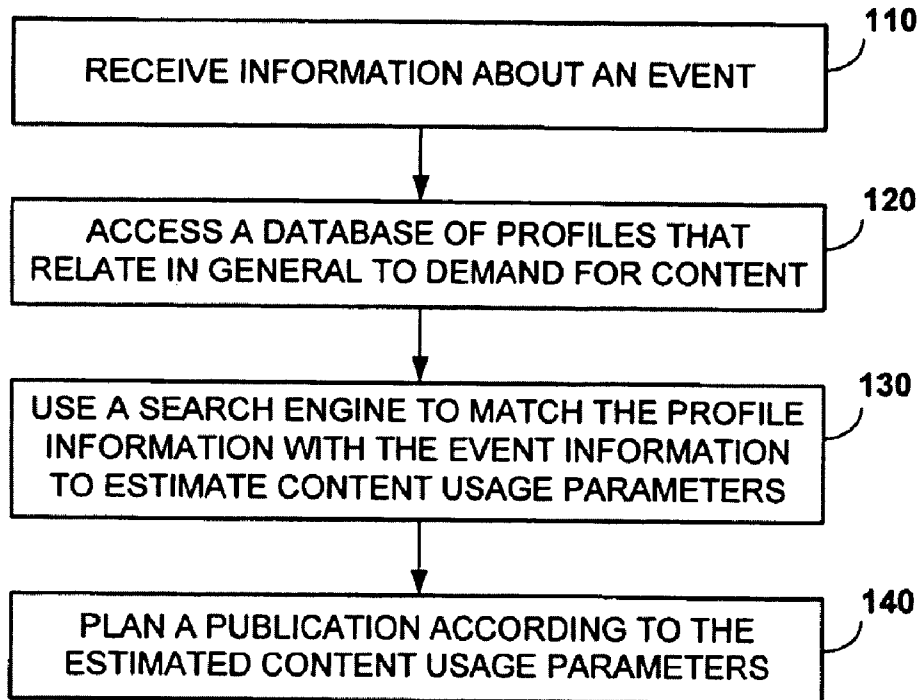 110
RECEIVE INFORMATION ABOUT AN EVENT
120
ACCESS A DATABASE OF PROFILES THAT
RELATE IN GENERAL TO DEMAND FOR CONTENT
130
USE A SEARCH ENGINE TO MATCH THE PROFILE
INFORMATION WITH THE EVENT INFORMATION
TO ESTIMATE CONTENT USAGE PARAMETERS
140
PLAN A PUBLICATION ACCORDING TO THE
ESTIMATED CONTENT USAGE PARAMETERS